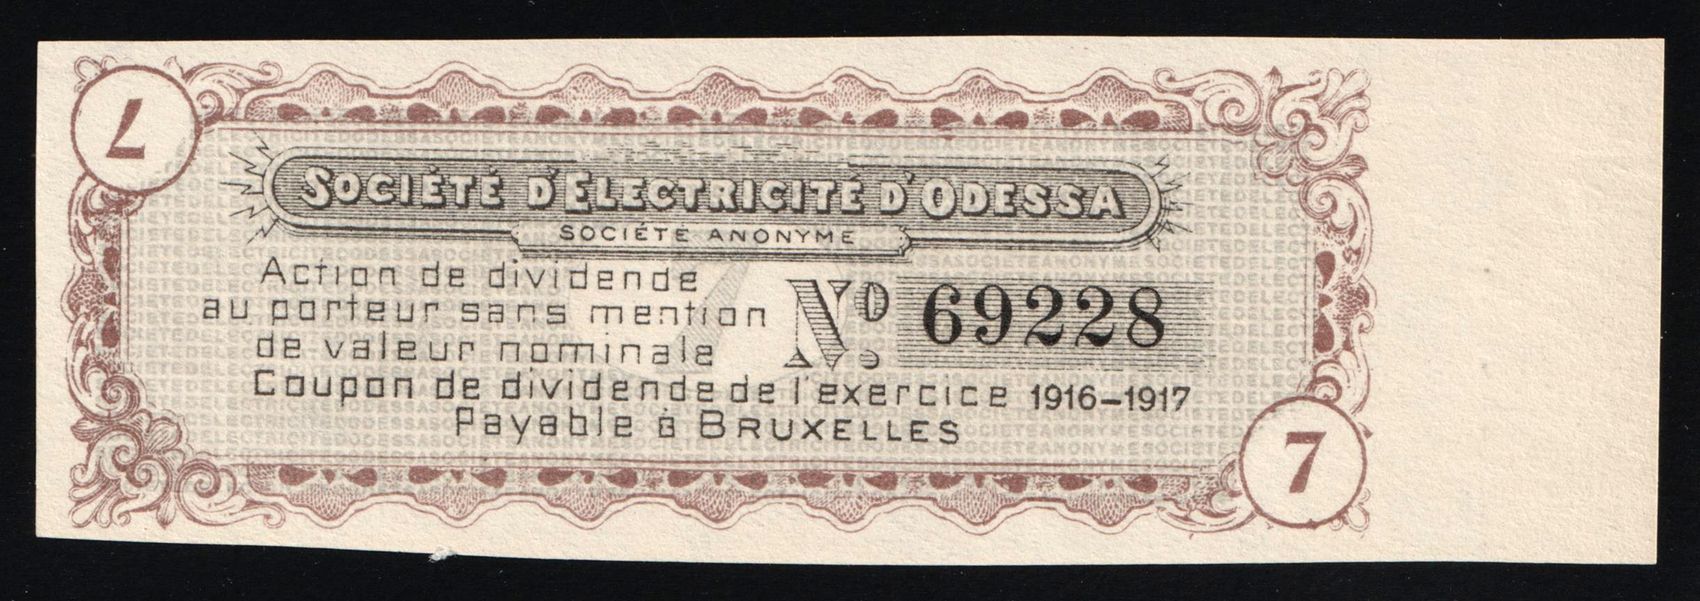 7
SOCIÉTÉ D'ELECTRICITÉ D'ODESSA
SOCIÉTÉ ANONYME
Action de dividende
au porteur sans mention
de valeur nominale
Nº 69228
Coupon de dividende de l'exercice 1916–1917
Payable à BRUXELLES
7